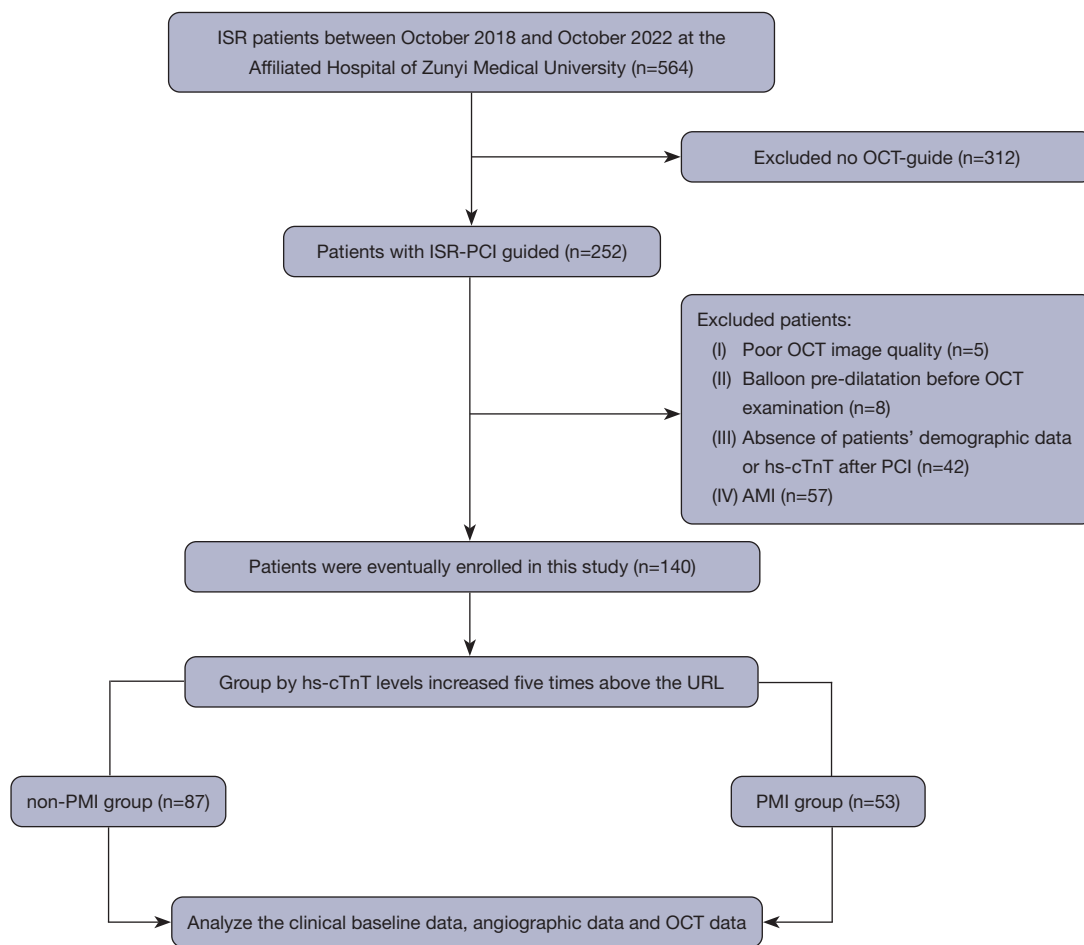 ISR patients between October 2018 and October 2022 at the
Affiliated Hospital of Zunyi Medical University (n=564)
Excluded no OCT-guide (n=312)
Patients with ISR-PCI guided (n=252)
Excluded patients:
(I) Poor OCT image quality (n=5)
(II) Balloon pre-dilatation before OCT
examination (n=8)
(III) Absence of patients’ demographic data
or hs-cTnT after PCI (n=42)
(IV) AMI (n=57)
Patients were eventually enrolled in this study (n=140)
Group by hs-cTnT levels increased five times above the URL
non-PMI group (n=87)
PMI group (n=53)
Analyze the clinical baseline data, angiographic data and OCT data